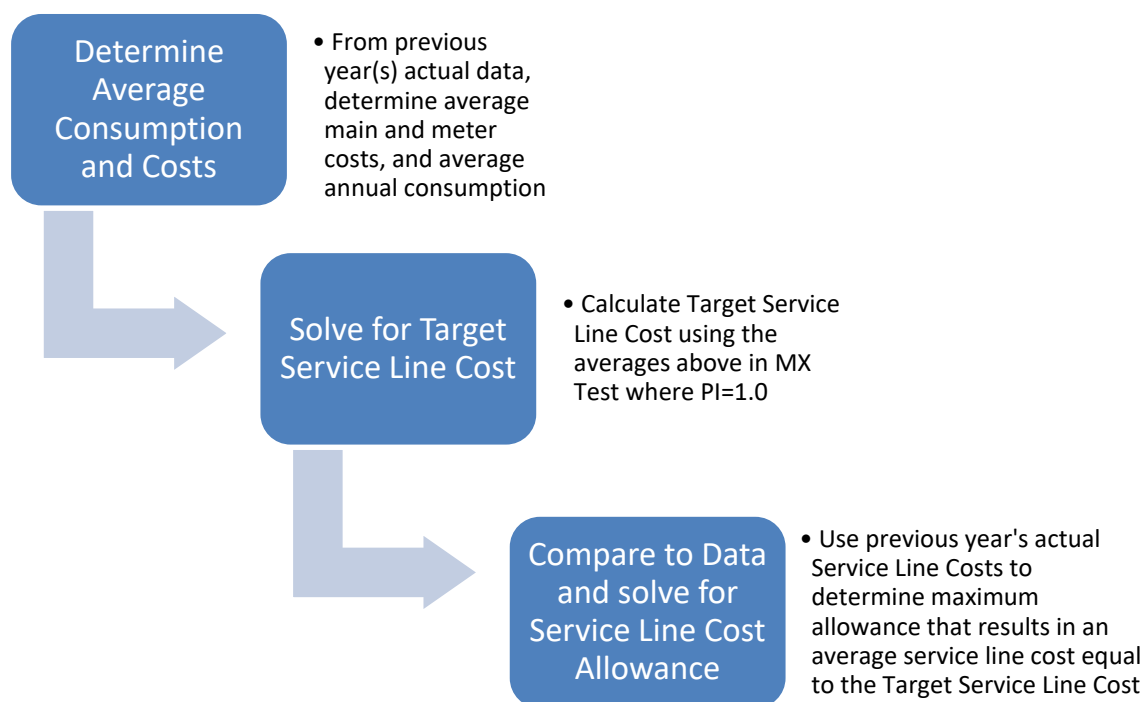 Determine
Average
Consumption
and Costs
• From previous
year(s) actual data,
determine average
main and meter
costs, and average
annual consumption
Solve for Target
Service Line Cost
• Calculate Target Service
Line Cost using the
averages above in MX
Test where PI=1.0
Compare to Data
and solve for
Service Line Cost
Allowance
• Use previous year's actual
Service Line Costs to
determine maximum
allowance that results in an
average service line cost equal
to the Target Service Line Cost